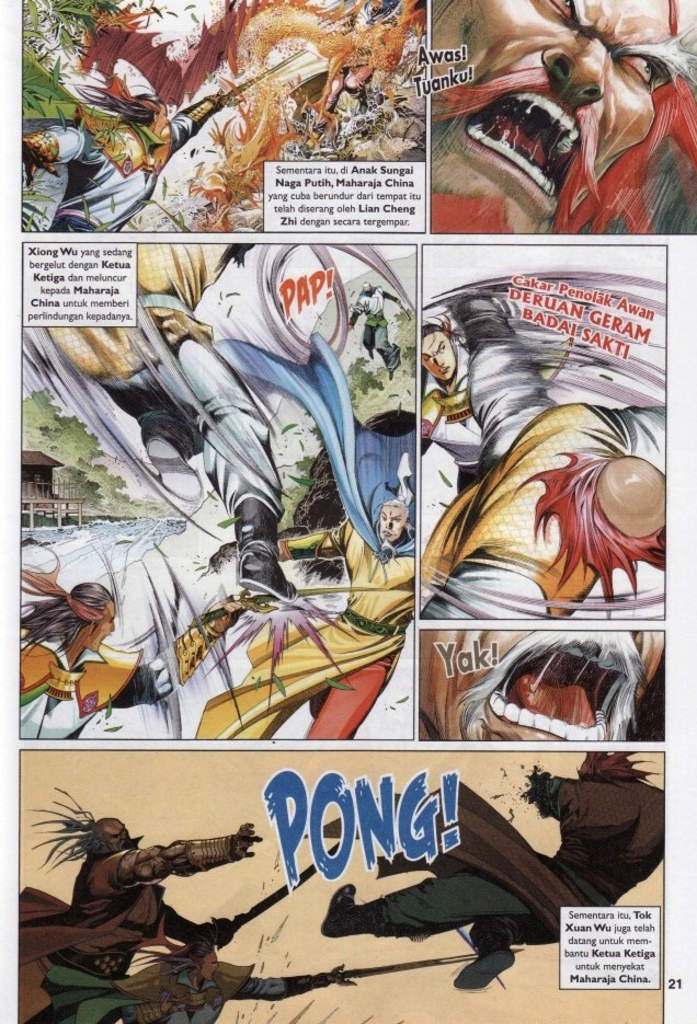 Awas!
Tuanku!
Sementara itu, di Anak Sungai
Naga Putih, Maharaja China
yang cuba berundur dari tempat itu
telah diserang oleh Lian Cheng
Zhi dengan secara tergempar.
Xiong Wu yang sedang
bergelut dengan Ketua
Ketiga dan meluncur
kepada Maharaja
China untuk memberi
perlindungan kepadanya.
PAP!
Cakar Penolak Awan
DERUAN GERAM
BADAI SAKTI
Yak!
PONG!
Sementara itu, Tok
Xuan Wu juga telah
datang untuk mem-
bantu Ketua Ketiga
untuk menyekat
Maharaja China.
21